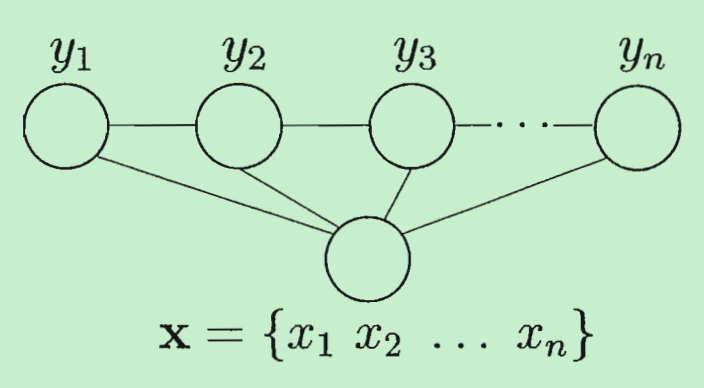 y₁ y₂ y₃ yₙ
· · ·
x = {x₁ x₂ … xₙ}